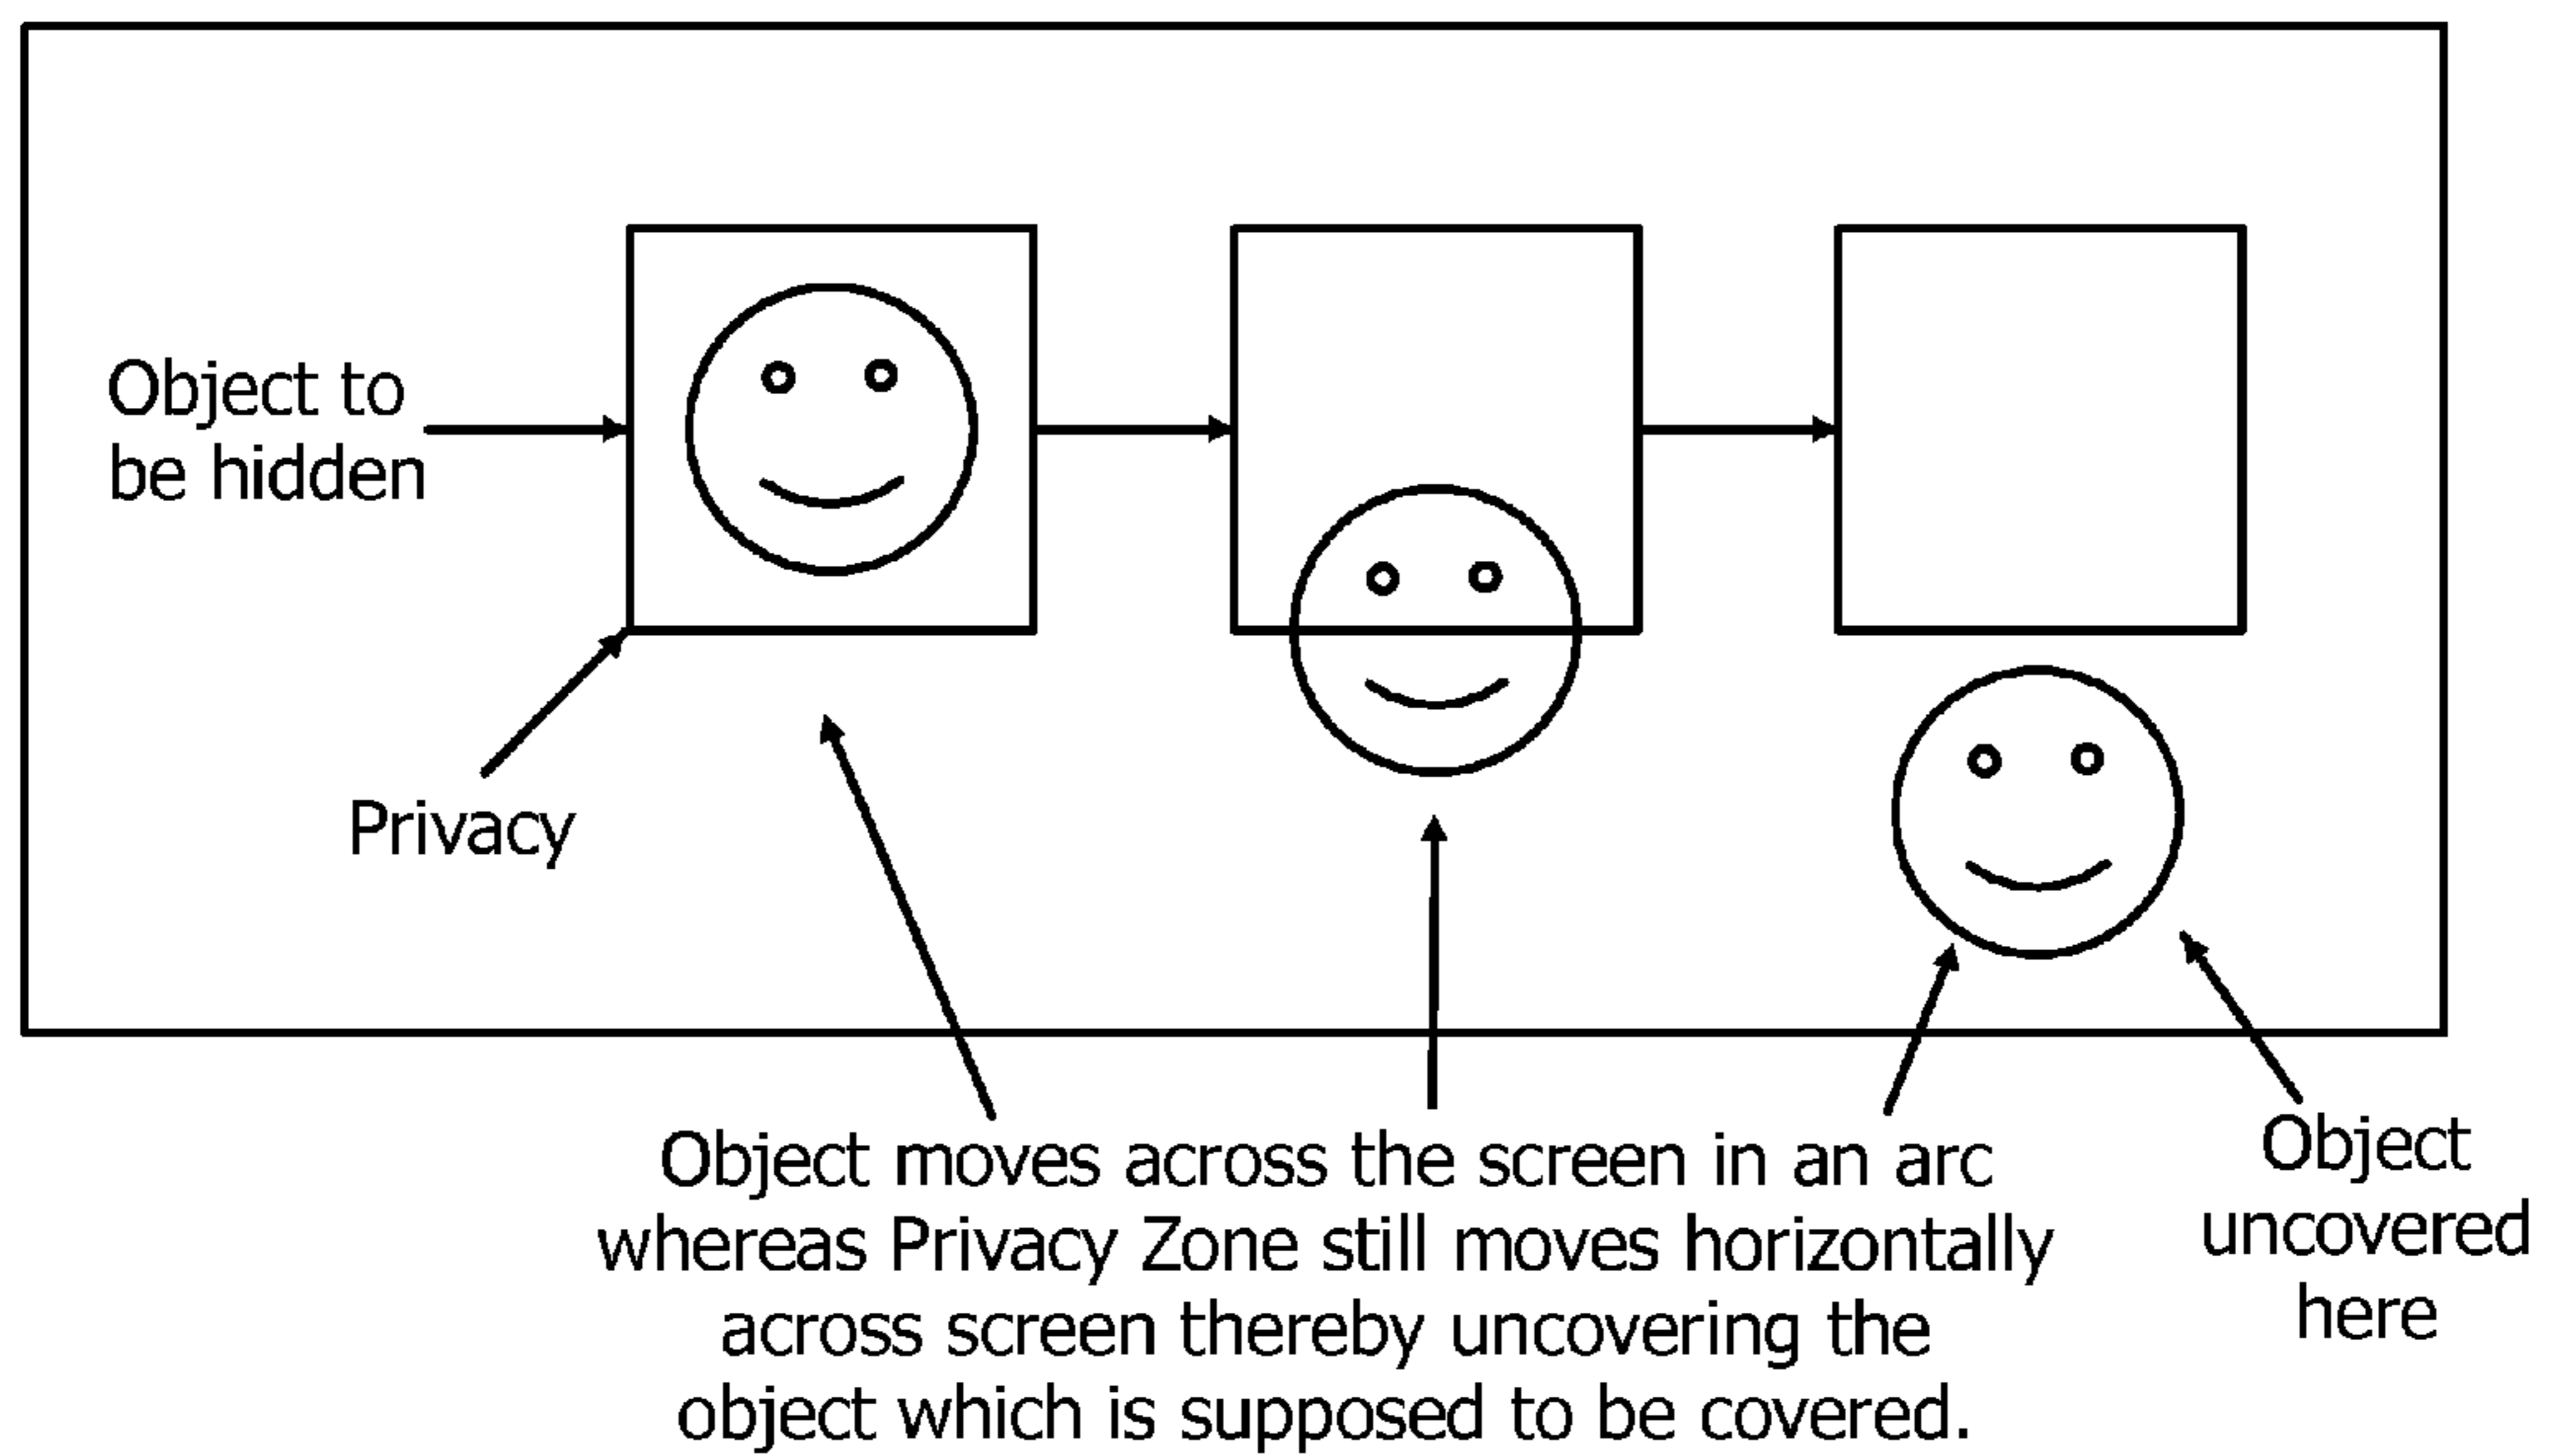 Object to
be hidden
Privacy
Object moves across the screen in an arc
whereas Privacy Zone still moves horizontally
across screen thereby uncovering the
object which is supposed to be covered.
Object
uncovered
here